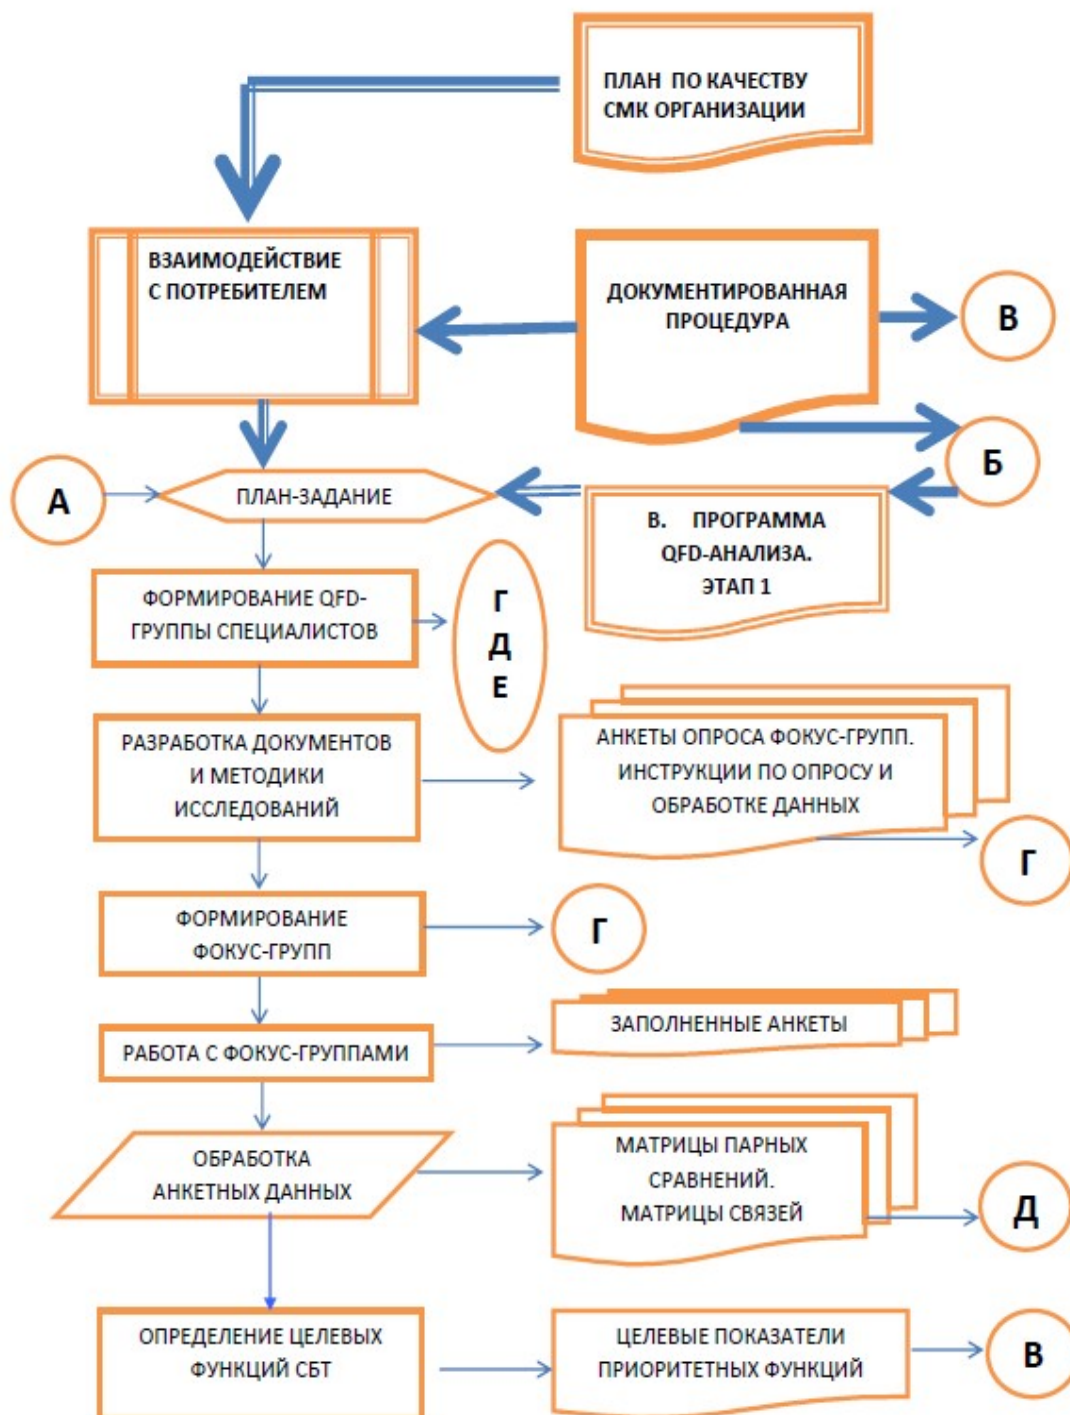 ПЛАН ПО КАЧЕСТВУ
СМК ОРГАНИЗАЦИИ
ВЗАИМОДЕЙСТВИЕ
С ПОТРЕБИТЕЛЕМ
ДОКУМЕНТИРОВАННАЯ
ПРОЦЕДУРА
В
Б
А
ПЛАН-ЗАДАНИЕ
В. ПРОГРАММА
QFD-АНАЛИЗА.
ЭТАП 1
ФОРМИРОВАНИЕ QFD-
ГРУППЫ СПЕЦИАЛИСТОВ
Г
Д
Е
РАЗРАБОТКА ДОКУМЕНТОВ
И МЕТОДИКИ
ИССЛЕДОВАНИЙ
АНКЕТЫ ОПРОСА ФОКУС-ГРУПП.
ИНСТРУКЦИИ ПО ОПРОСУ И
ОБРАБОТКЕ ДАННЫХ
Г
ФОРМИРОВАНИЕ
ФОКУС-ГРУПП
Г
РАБОТА С ФОКУС-ГРУППАМИ
ЗАПОЛНЕННЫЕ АНКЕТЫ
ОБРАБОТКА
АНКЕТНЫХ ДАННЫХ
МАТРИЦЫ ПАРНЫХ
СРАВНЕНИЙ.
МАТРИЦЫ СВЯЗЕЙ
Д
ОПРЕДЕЛЕНИЕ ЦЕЛЕВЫХ
ФУНКЦИЙ СБТ
ЦЕЛЕВЫЕ ПОКАЗАТЕЛИ
ПРИОРИТЕТНЫХ ФУНКЦИЙ
В